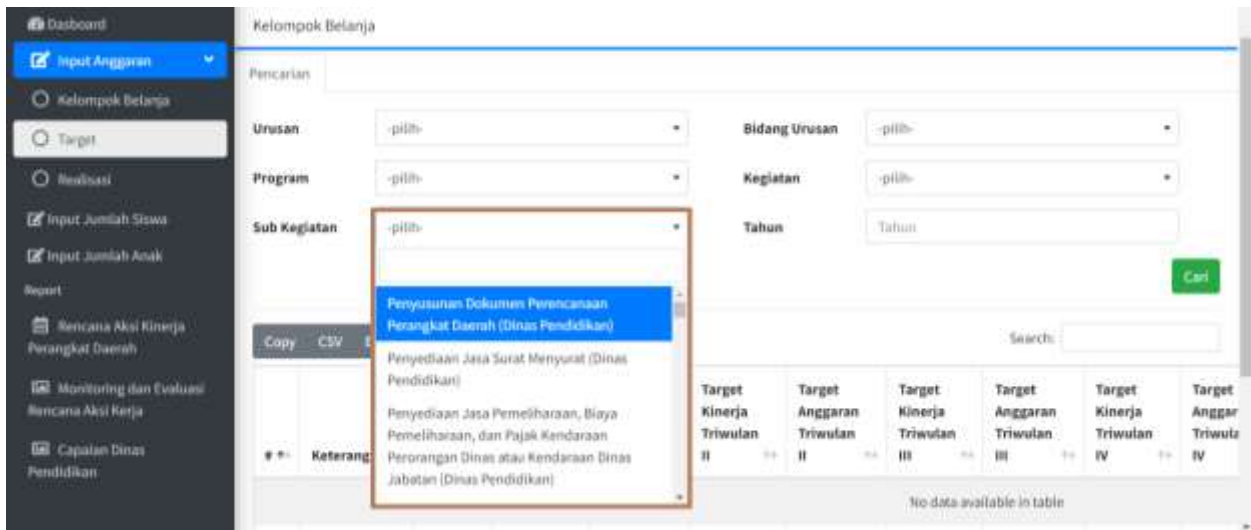 Dasboard
Input Anggaran
Kelompok Belanja
Target
Realisasi
Input Jumlah Siswa
Input Jumlah Anak
Report
Rencana Aksi Kinerja
Perangkat Daerah
Monitoring dan Evaluasi
Rencana Aksi Kerja
Capaian Dinas
Pendidikan
Kelompok Belanja
Pencarian
Urusan -pilih- Bidang Urusan -pilih-
Program -pilih- Kegiatan -pilih-
Sub Kegiatan -pilih- Tahun Tahun
Cari
Penyusunan Dokumen Perencanaan
Perangkat Daerah (Dinas Pendidikan)
Penyediaan Jasa Surat Menyurat (Dinas
Pendidikan)
Penyediaan Jasa Pemeliharaan, Biaya
Pemeliharaan, dan Pajak Kendaraan
Perorangan Dinas atau Kendaraan Dinas
Jabatan (Dinas Pendidikan)
Copy CSV
Search:
# Keterang
Target
Kinerja
Triwulan
II
Target
Anggaran
Triwulan
II
Target
Kinerja
Triwulan
III
Target
Anggaran
Triwulan
III
Target
Kinerja
Triwulan
IV
Target
Anggar
Triwula
IV
No data available in table